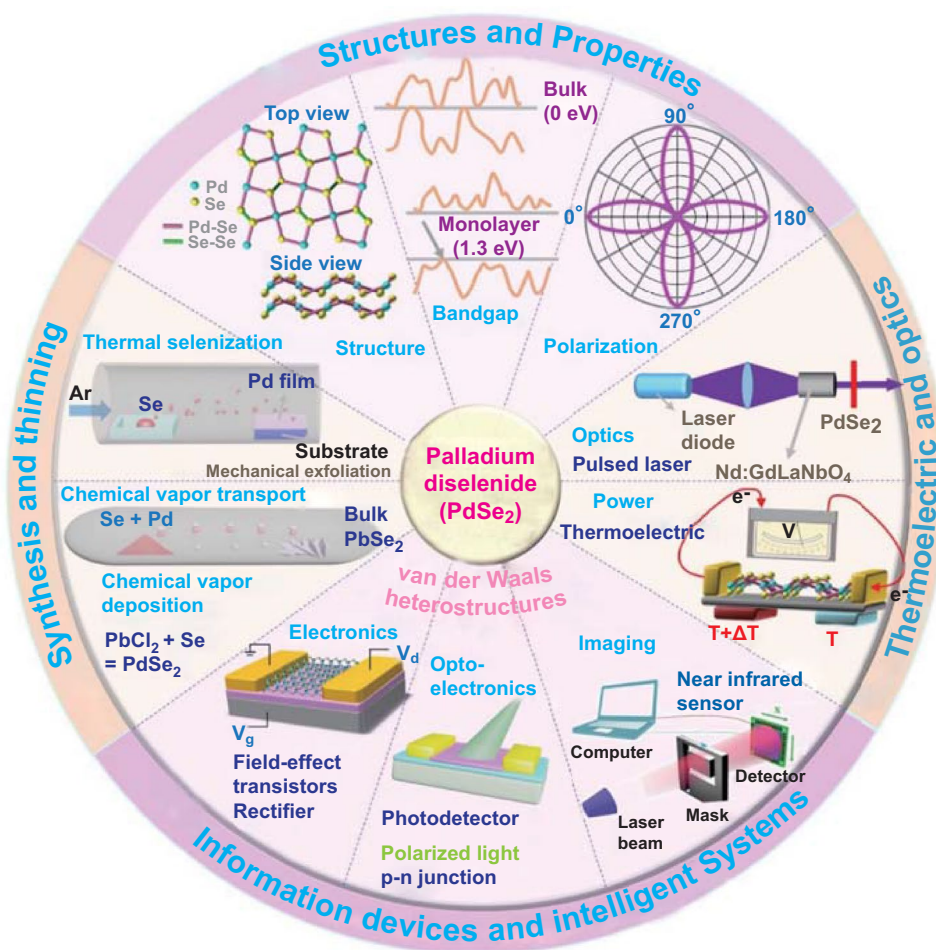 Structures and Properties
Top view
Pd
Se
Pd-Se
Se-Se
Side view
Structure
Bulk
(0 eV)
Monolayer
(1.3 eV)
Bandgap
90°
0°
180°
270°
Polarization
Thermoelectric and optics
Laser
diode
PdSe2
Optics
Pulsed laser
Nd:GdLaNbO4
Power
Thermoelectric
e-
V
e-
T+ΔT
T
Synthesis and thinning
Thermal selenization
Ar
Se
Pd film
Substrate
Mechanical exfoliation
Chemical vapor transport
Se + Pd
Bulk
PbSe2
Chemical vapor
deposition
PbCl2 + Se
= PdSe2
Palladium
diselenide
(PdSe2)
van der Waals
heterostructures
Information devices and intelligent Systems
Electronics
Vd
Vg
Field-effect
transistors
Rectifier
Opto-
electronics
Photodetector
Polarized light
p-n junction
Imaging
Near infrared
sensor
x
Computer
Detector
Mask
Laser
beam